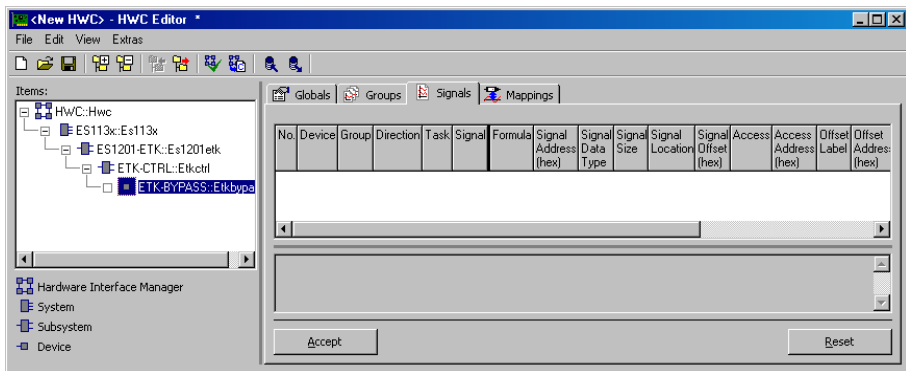 <New HWC> - HWC Editor *
File Edit View Extras
Items:
HWC::Hwc
ES113x::Es113x
ES1201-ETK::Es1201etk
ETK-CTRL::Etkctrl
ETK-BYPASS::Etkbypa
Hardware Interface Manager
System
Subsystem
Device
Globals Groups Signals Mappings
No. Device Group Direction Task Signal Formula Signal Signal Signal Signal Signal Access Access Offset Offset
Address Data Size Location Offset Address Label Addres
(hex) Type (hex) (hex) (hex)
Accept Reset